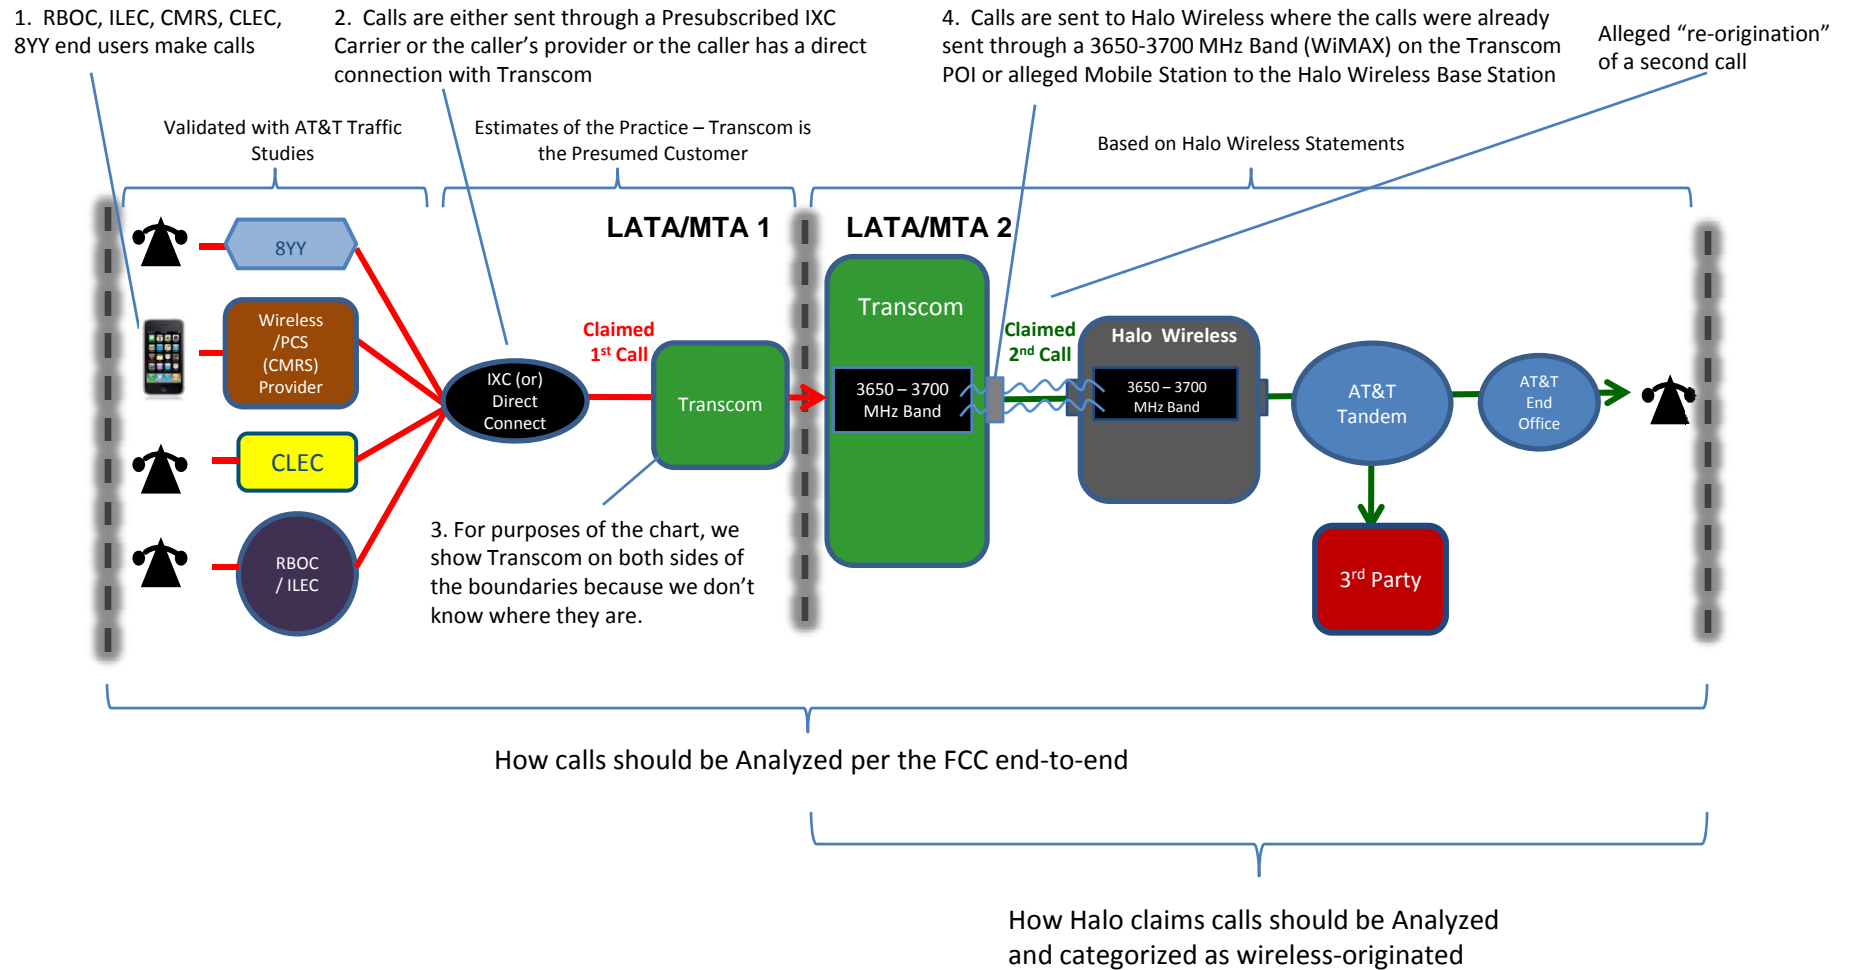 1. RBOC, ILEC, CMRS, CLEC,
8YY end users make calls
2. Calls are either sent through a Presubscribed IXC
Carrier or the caller's provider or the caller has a direct
connection with Transcom
4. Calls are sent to Halo Wireless where the calls were already
sent through a 3650-3700 MHz Band (WiMAX) on the Transcom
POI or alleged Mobile Station to the Halo Wireless Base Station
Alleged “re-origination”
of a second call
Validated with AT&T Traffic
Studies
Estimates of the Practice – Transcom is
the Presumed Customer
Based on Halo Wireless Statements
LATA/MTA 1
LATA/MTA 2
8YY
Wireless
/PCS
(CMRS)
Provider
CLEC
RBOC
/ ILEC
IXC (or)
Direct
Connect
Claimed
1st Call
Transcom
Transcom
3650 – 3700
MHz Band
Claimed
2nd Call
Halo Wireless
3650 – 3700
MHz Band
AT&T
Tandem
AT&T
End
Office
3rd Party
3. For purposes of the chart, we
show Transcom on both sides of
the boundaries because we don't
know where they are.
How calls should be Analyzed per the FCC end-to-end
How Halo claims calls should be Analyzed
and categorized as wireless-originated